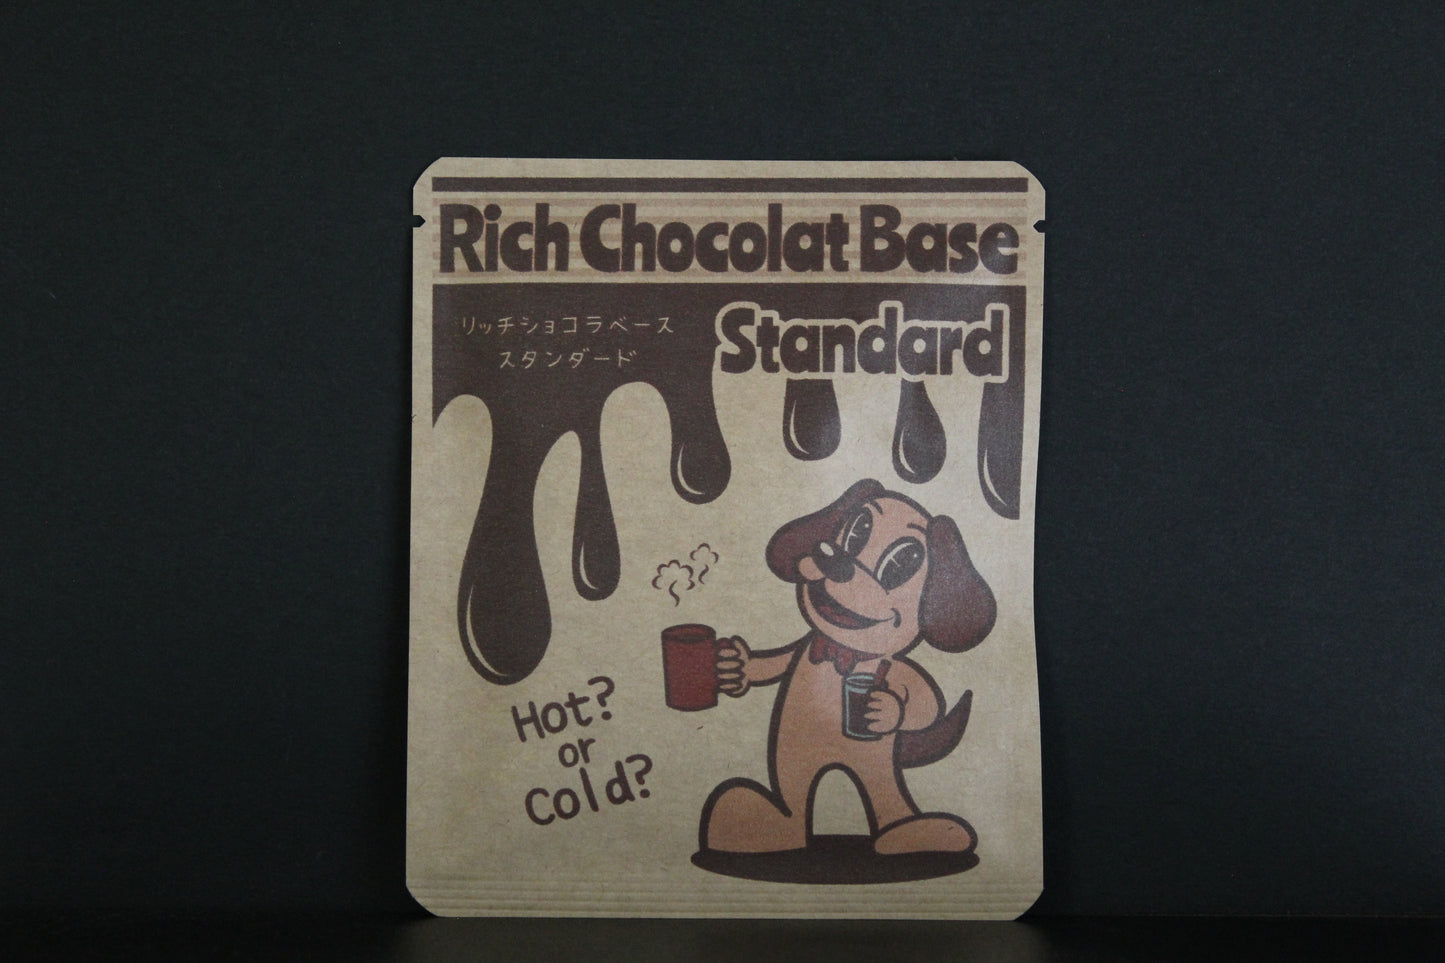 Rich Chocolat Base
リッチショコラベース
スタンダード
Standard
Hot?
or
Cold?